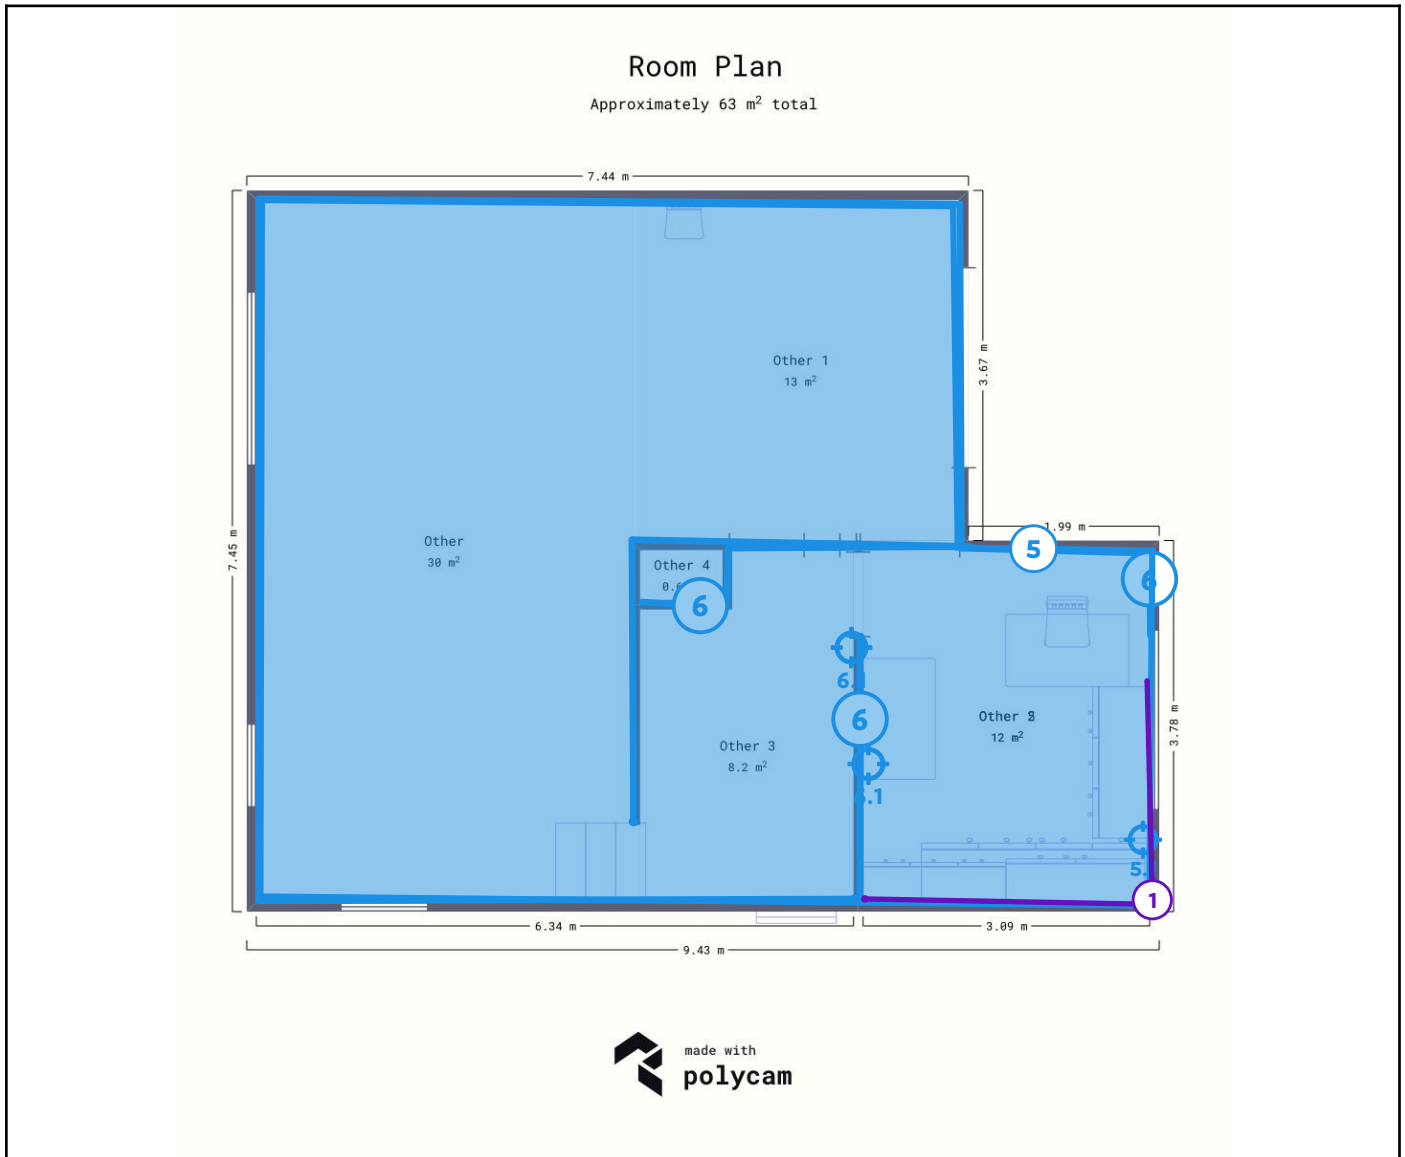 Room Plan
Approximately 63 m² total
7.44 m
3.67 m
Other 1
13 m²
7.45 m
Other
30 m²
1.99 m
5
6
Other 4
6
6
Other 3
8.2 m²
12 m²
3.78 m
1
6.34 m
3.09 m
9.43 m
made with
polycam